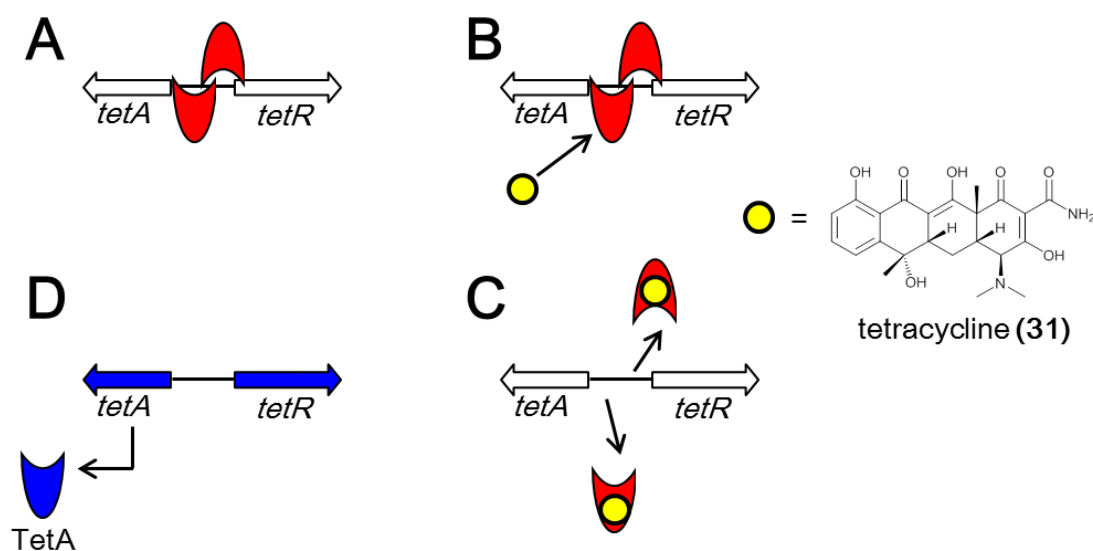 A
tetA
tetR
B
tetA
tetR
=
OH
O
OH
O
O
NH2
H
H
OH
OH
N
tetracycline (31)
D
tetA
tetR
TetA
C
tetA
tetR